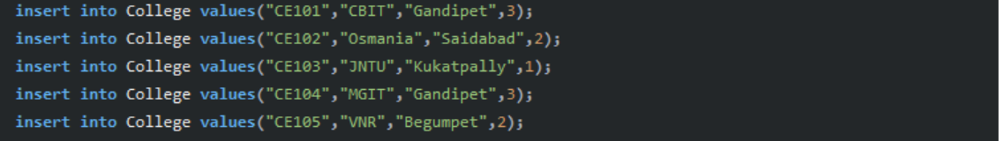 insert into College values("CE101","CBIT","Gandipet",3);
insert into College values("CE102","Osmania","Saidabad",2);
insert into College values("CE103","JNTU","Kukatpally",1);
insert into College values("CE104","MGIT","Gandipet",3);
insert into College values("CE105","VNR","Begumpet",2);